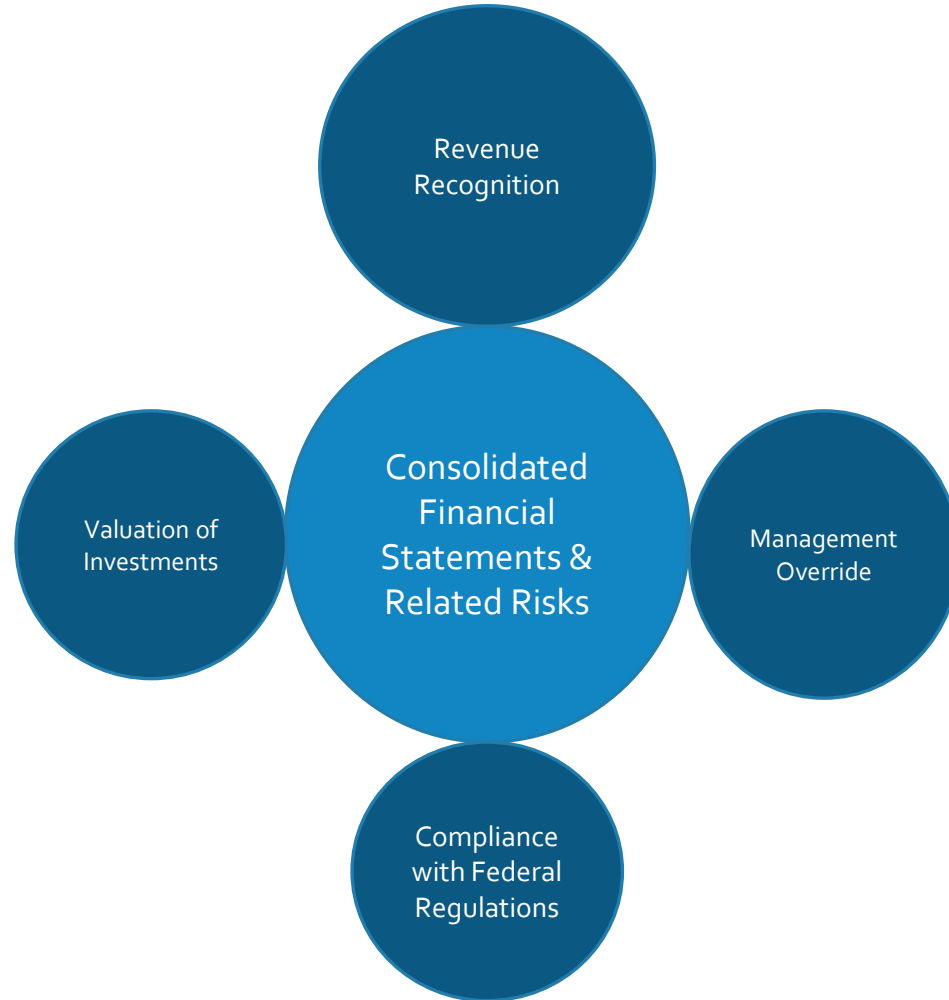 Revenue
Recognition
Consolidated
Financial
Statements &
Related Risks
Valuation of
Investments
Management
Override
Compliance
with Federal
Regulations